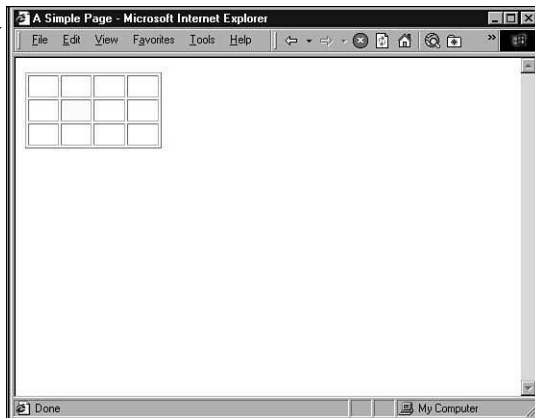 A Simple Page - Microsoft Internet Explorer
File Edit View Favorites Tools Help »
Done My Computer